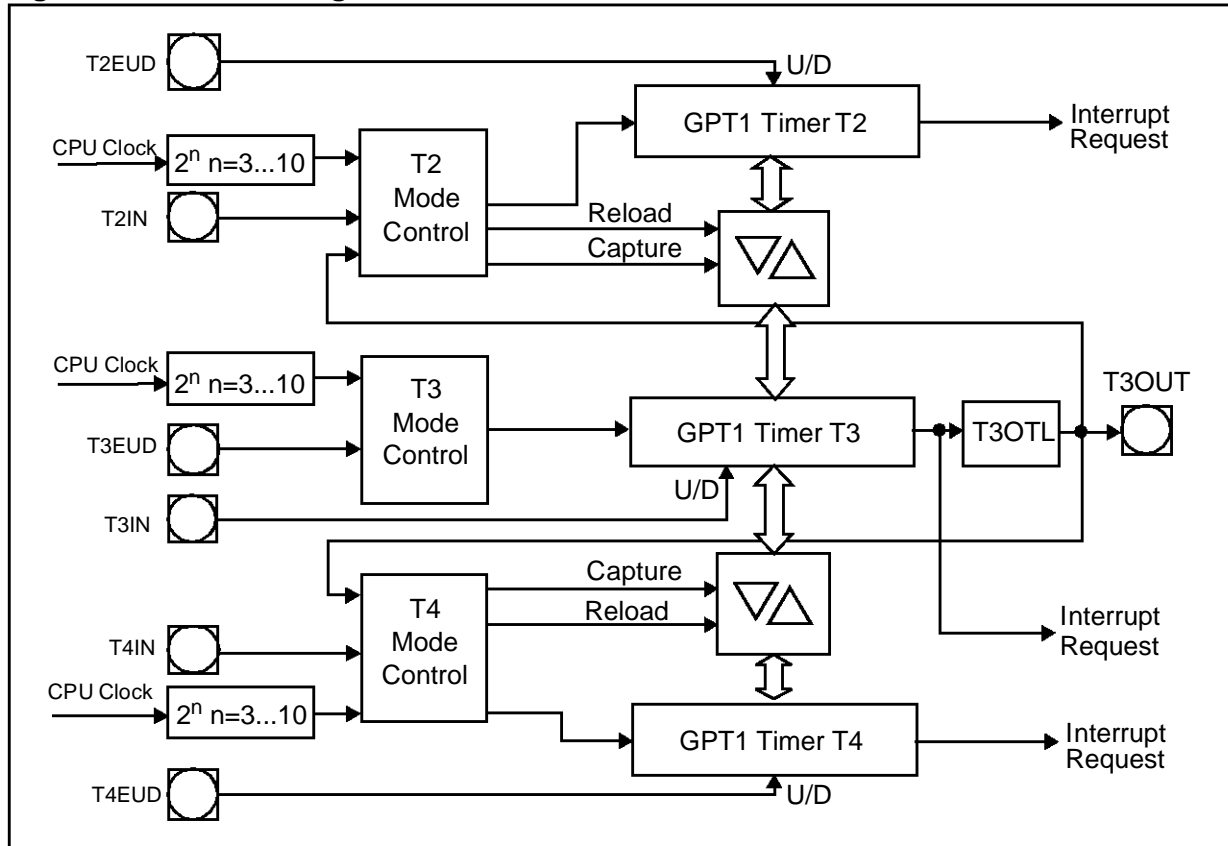 T2EUD
U/D
GPT1 Timer T2
Interrupt
Request
CPU Clock
2ⁿ n=3...10
T2
Mode
Control
T2IN
Reload
Capture
CPU Clock
2ⁿ n=3...10
T3
Mode
Control
T3OUT
GPT1 Timer T3
T3OTL
T3EUD
U/D
T3IN
Capture
Reload
T4
Mode
Control
Interrupt
Request
T4IN
CPU Clock
2ⁿ n=3...10
GPT1 Timer T4
Interrupt
Request
T4EUD
U/D